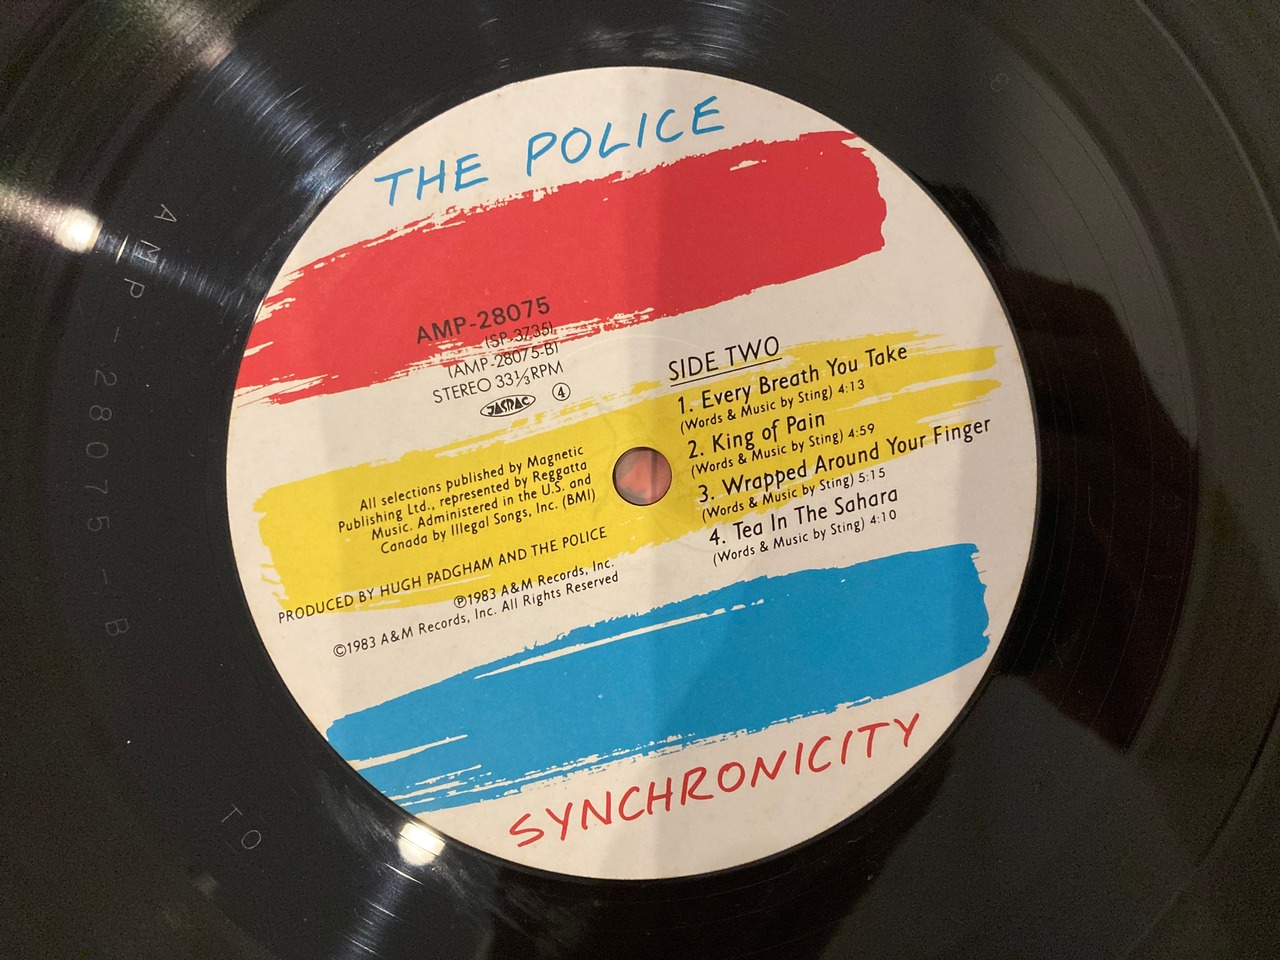 THE POLICE
AMP-28075
(SP-3735)
(AMP-28075-B)
STEREO 33⅓RPM
JASRAC ④
All selections published by Magnetic
Publishing Ltd., represented by Reggatta
Music. Administered in the U.S. and
Canada by Illegal Songs, Inc. (BMI)
PRODUCED BY HUGH PADGHAM AND THE POLICE
℗1983 A&M Records, Inc.
©1983 A&M Records, Inc. All Rights Reserved
SIDE TWO
1. Every Breath You Take
(Words & Music by Sting) 4:13
2. King of Pain
(Words & Music by Sting) 4:59
3. Wrapped Around Your Finger
(Words & Music by Sting) 5:15
4. Tea In The Sahara
(Words & Music by Sting) 4:10
SYNCHRONICITY
AMP-28075-B
TO